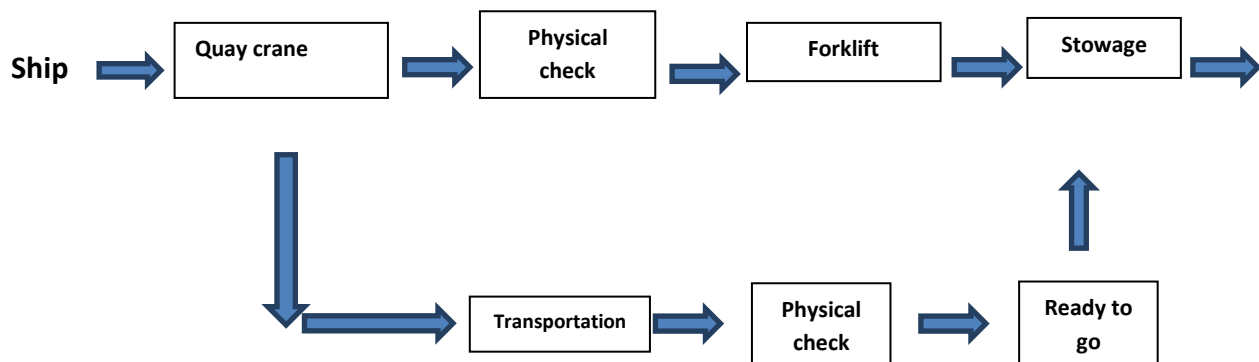 Ship
Quay crane
Physical
check
Forklift
Stowage
Transportation
Physical
check
Ready to
go